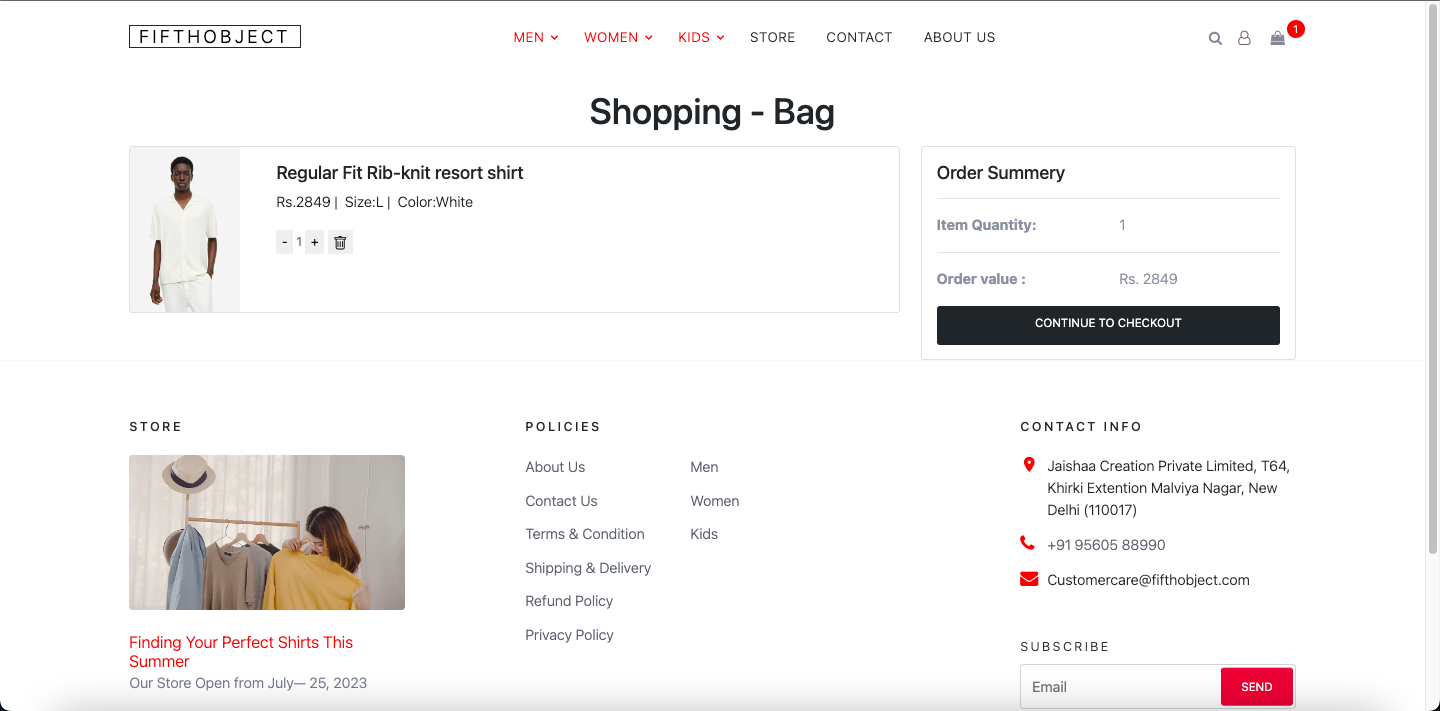 FIFTHOBJECT
MEN WOMEN KIDS STORE CONTACT ABOUT US
1
Shopping - Bag
Regular Fit Rib-knit resort shirt
Rs.2849 | Size:L | Color:White
- 1 +
Order Summery
Item Quantity: 1
Order value : Rs. 2849
CONTINUE TO CHECKOUT
STORE
Finding Your Perfect Shirts This
Summer
Our Store Open from July— 25, 2023
POLICIES
About Us
Contact Us
Terms & Condition
Shipping & Delivery
Refund Policy
Privacy Policy
Men
Women
Kids
CONTACT INFO
Jaishaa Creation Private Limited, T64,
Khirki Extention Malviya Nagar, New
Delhi (110017)
+91 95605 88990
Customercare@fifthobject.com
SUBSCRIBE
Email SEND